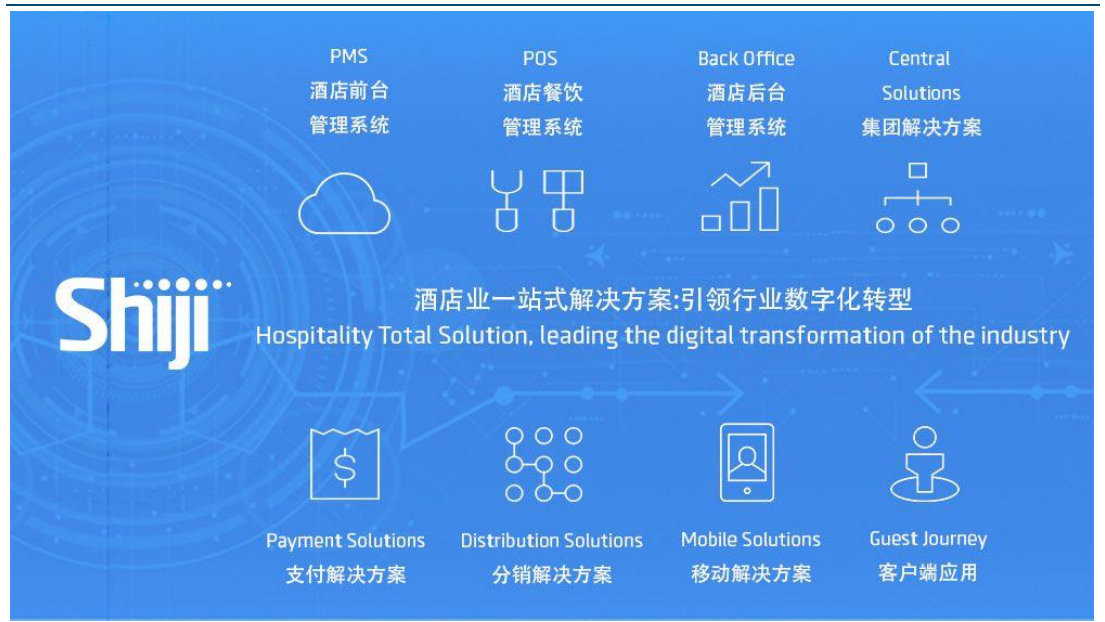 PMS
酒店前台
管理系统
POS
酒店餐饮
管理系统
Back Office
酒店后台
管理系统
Central
Solutions
集团解决方案
Shiji
酒店业一站式解决方案:引领行业数字化转型
Hospitality Total Solution, leading the digital transformation of the industry
$
Payment Solutions
支付解决方案
Distribution Solutions
分销解决方案
Mobile Solutions
移动解决方案
Guest Journey
客户端应用